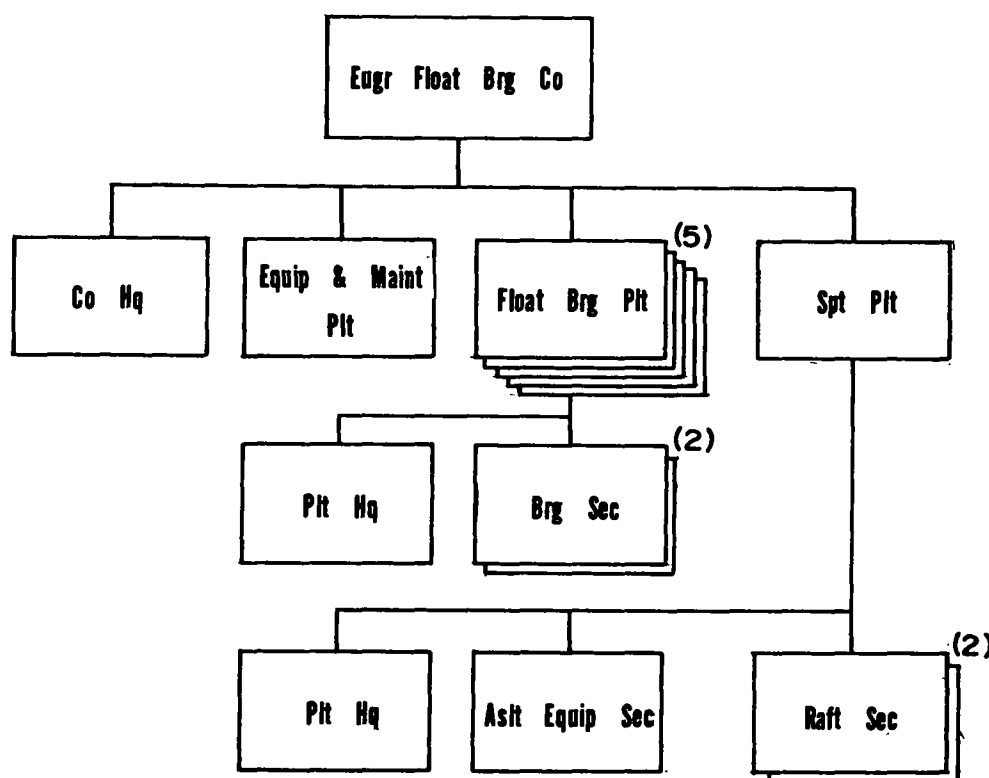 Eugr Float Brg Co
Co Hq
Equip & Maint
Plt
(5)
Float Brg Plt
Spt Plt
Plt Hq
(2)
Brg Sec
Plt Hq
Aslt Equip Sec
(2)
Raft Sec